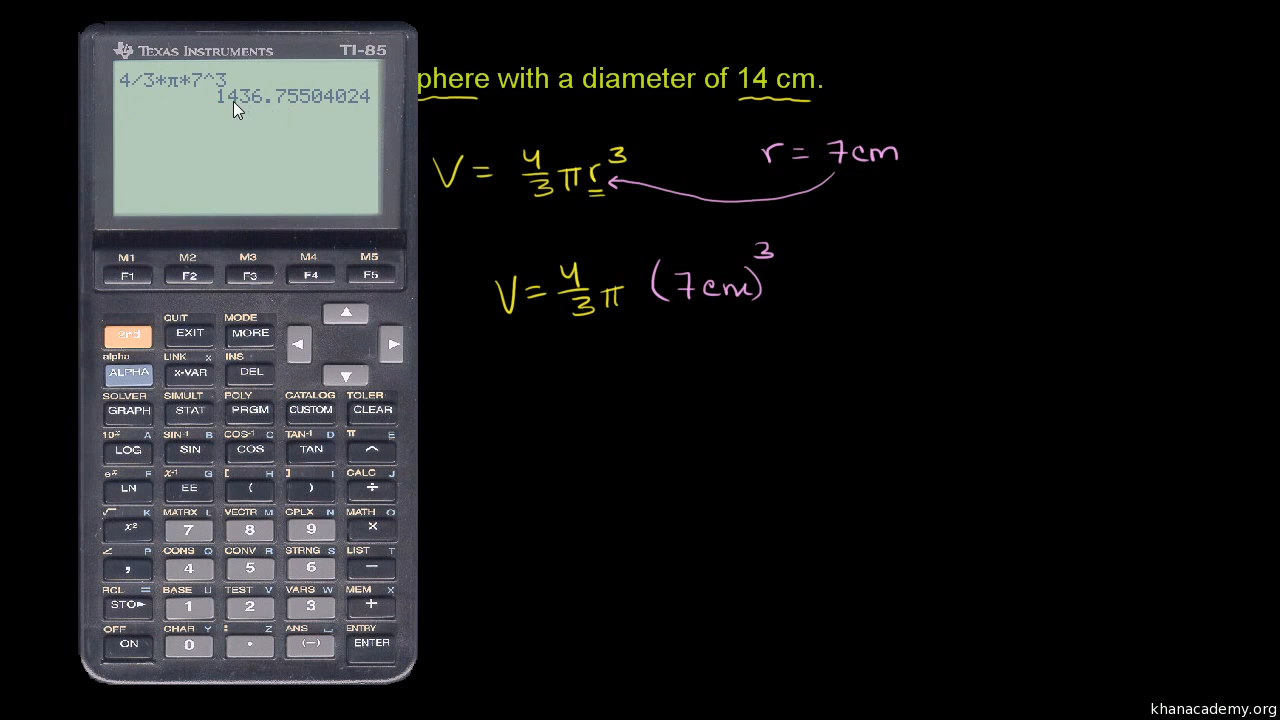 TEXAS INSTRUMENTS TI-85
4/3*π*7^3
1436.75504024
phere with a diameter of 14 cm.
V = 4/3 π r³
r = 7cm
V = 4/3 π (7cm)³
M1 M2 M3 M4 M5
F1 F2 F3 F4 F5
QUIT MODE
2nd EXIT MORE
alpha LINK x INS
ALPHA x-VAR DEL
SOLVER SIMULT POLY CATALOG TOLER
GRAPH STAT PRGM CUSTOM CLEAR
10ˣ A SIN⁻¹ B COS⁻¹ C TAN⁻¹ D π E
LOG SIN COS TAN ^
eˣ F x⁻¹ G [ H ] I CALC J
LN EE ( ) ÷
√ K MATRX L VECTR M CPLX N MATH O
x² 7 8 9 ×
∠ P CONS Q CONV R STRNG S LIST T
, 4 5 6 −
RCL = BASE U TEST V VARS W MEM X
STO▸ 1 2 3 +
OFF CHAR Y : Z ANS ⎵ ENTRY
ON 0 . (−) ENTER
khanacademy.org